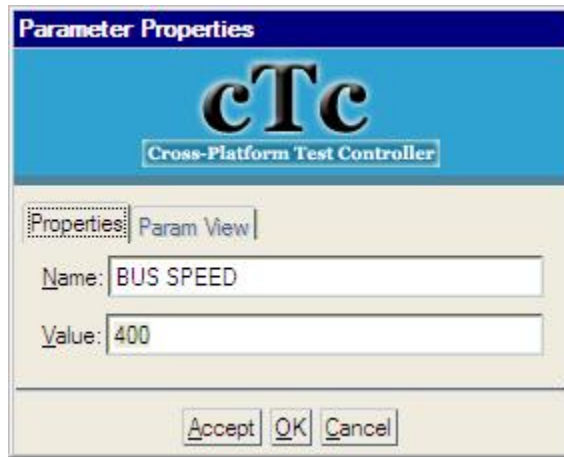 Parameter Properties
cTc
Cross-Platform Test Controller
Properties Param View
Name: BUS SPEED
Value: 400
Accept OK Cancel